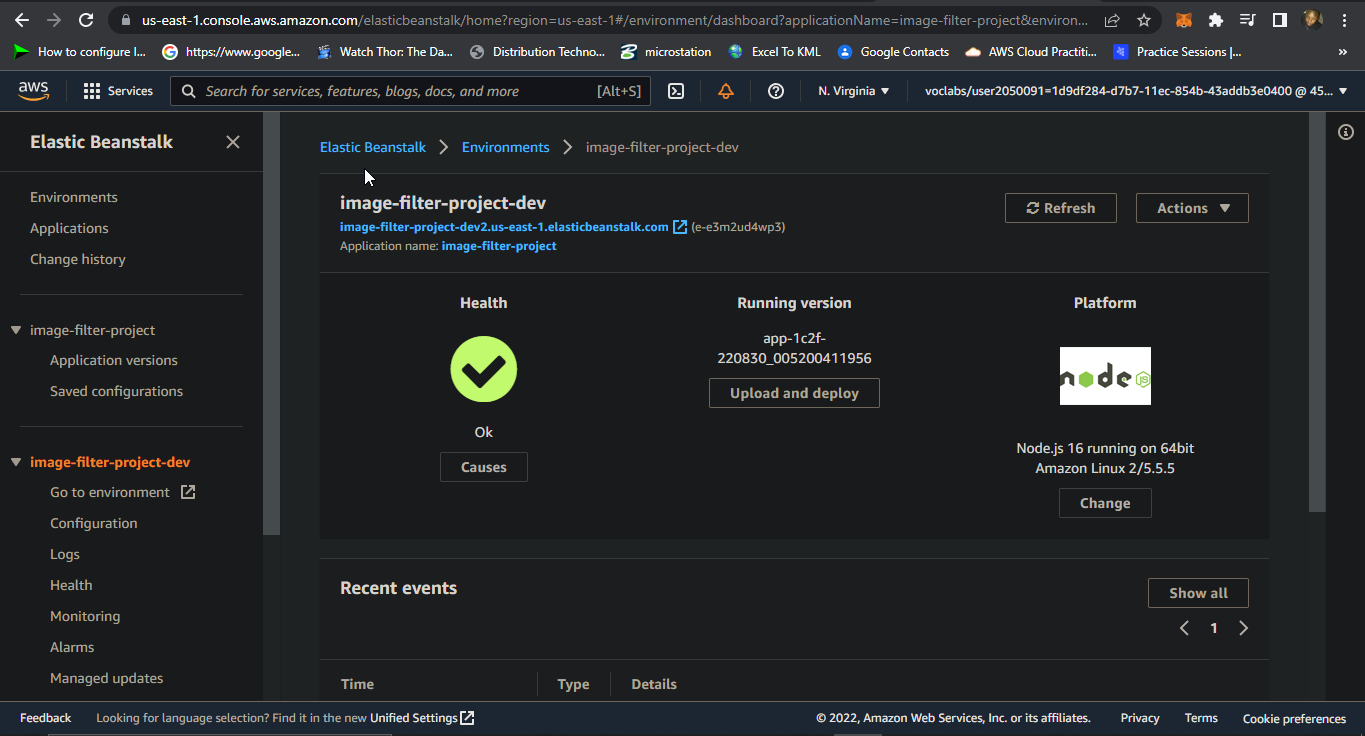 us-east-1.console.aws.amazon.com/elasticbeanstalk/home?region=us-east-1#/environment/dashboard?applicationName=image-filter-project&environ...
How to configure I... https://www.google... Watch Thor: The Da... Distribution Techno... microstation Excel To KML Google Contacts AWS Cloud Practiti... Practice Sessions |... »
aws Services Search for services, features, blogs, docs, and more [Alt+S] N. Virginia ▼ voclabs/user2050091=1d9df284-d7b7-11ec-854b-43addb3e0400 @ 45... ▼
Elastic Beanstalk
Environments
Applications
Change history
image-filter-project
Application versions
Saved configurations
image-filter-project-dev
Go to environment
Configuration
Logs
Health
Monitoring
Alarms
Managed updates
Elastic Beanstalk > Environments > image-filter-project-dev
image-filter-project-dev
Refresh
Actions ▼
image-filter-project-dev2.us-east-1.elasticbeanstalk.com (e-e3m2ud4wp3)
Application name: image-filter-project
Health
Ok
Causes
Running version
app-1c2f-
220830_005200411956
Upload and deploy
Platform
node JS
Node.js 16 running on 64bit
Amazon Linux 2/5.5.5
Change
Recent events
Show all
< 1 >
Time Type Details
Feedback Looking for language selection? Find it in the new Unified Settings © 2022, Amazon Web Services, Inc. or its affiliates. Privacy Terms Cookie preferences